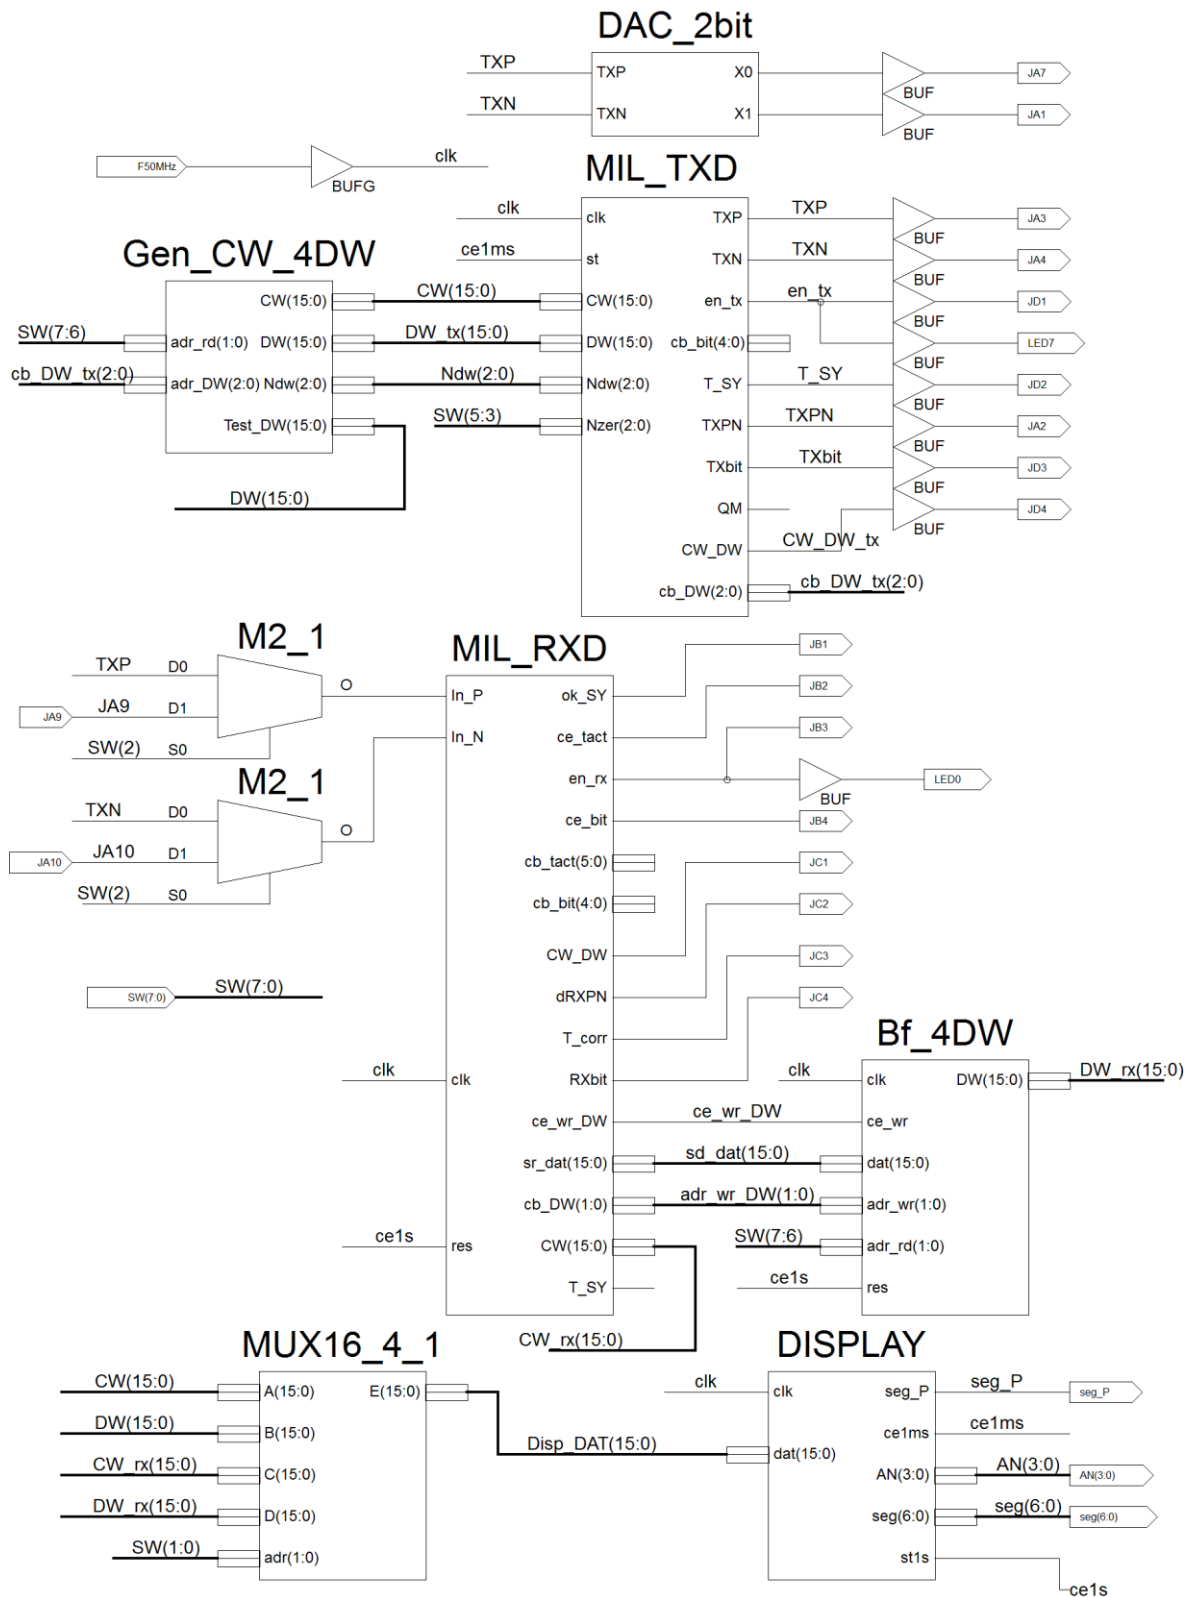 DAC_2bit
TXP TXP X0 BUF JA7
TXN TXN X1 BUF JA1
F50MHz BUFG clk
MIL_TXD
clk clk TXP TXP BUF JA3
ce1ms st TXN TXN BUF JA4
Gen_CW_4DW
CW(15:0) CW(15:0) CW(15:0) en_tx en_tx BUF JD1
SW(7:6) adr_rd(1:0) DW(15:0) DW_tx(15:0) DW(15:0) cb_bit(4:0) BUF LED7
cb_DW_tx(2:0) adr_DW(2:0) Ndw(2:0) Ndw(2:0) Ndw(2:0) T_SY T_SY BUF JD2
Test_DW(15:0) SW(5:3) Nzer(2:0) TXPN TXPN BUF JA2
TXbit TXbit BUF JD3
DW(15:0) QM BUF JD4
CW_DW CW_DW_tx
cb_DW(2:0) cb_DW_tx(2:0)
M2_1
TXP D0
JA9 JA9 D1 O
SW(2) S0
M2_1
TXN D0
JA10 JA10 D1 O
SW(2) S0
SW(7:0) SW(7:0)
MIL_RXD
In_P ok_SY JB1
In_N ce_tact JB2
en_rx JB3 BUF LED0
ce_bit JB4
cb_tact(5:0)
cb_bit(4:0)
CW_DW JC1
dRXPN JC2
T_corr JC3
clk clk RXbit JC4
ce_wr_DW ce_wr_DW
sr_dat(15:0) sd_dat(15:0)
cb_DW(1:0) adr_wr_DW(1:0)
ce1s res CW(15:0)
T_SY
CW_rx(15:0)
Bf_4DW
clk clk DW(15:0) DW_rx(15:0)
ce_wr
dat(15:0)
adr_wr(1:0)
SW(7:6) adr_rd(1:0)
ce1s res
MUX16_4_1
CW(15:0) A(15:0) E(15:0)
DW(15:0) B(15:0)
CW_rx(15:0) C(15:0)
DW_rx(15:0) D(15:0)
SW(1:0) adr(1:0)
Disp_DAT(15:0)
DISPLAY
clk clk seg_P seg_P seg_P
ce1ms ce1ms
dat(15:0)
AN(3:0) AN(3:0) AN(3:0)
seg(6:0) seg(6:0) seg(6:0)
st1s ce1s